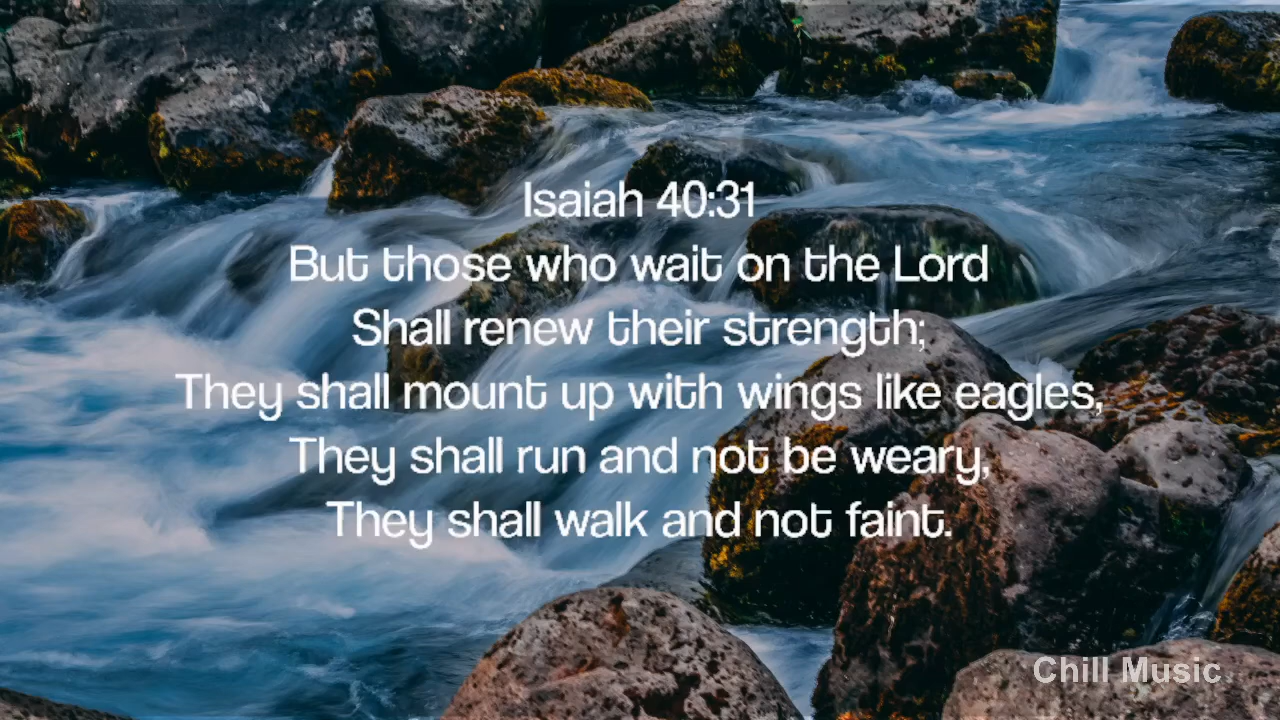 Isaiah 40:31
But those who wait on the Lord
Shall renew their strength;
They shall mount up with wings like eagles,
They shall run and not be weary,
They shall walk and not faint.
Chill Music